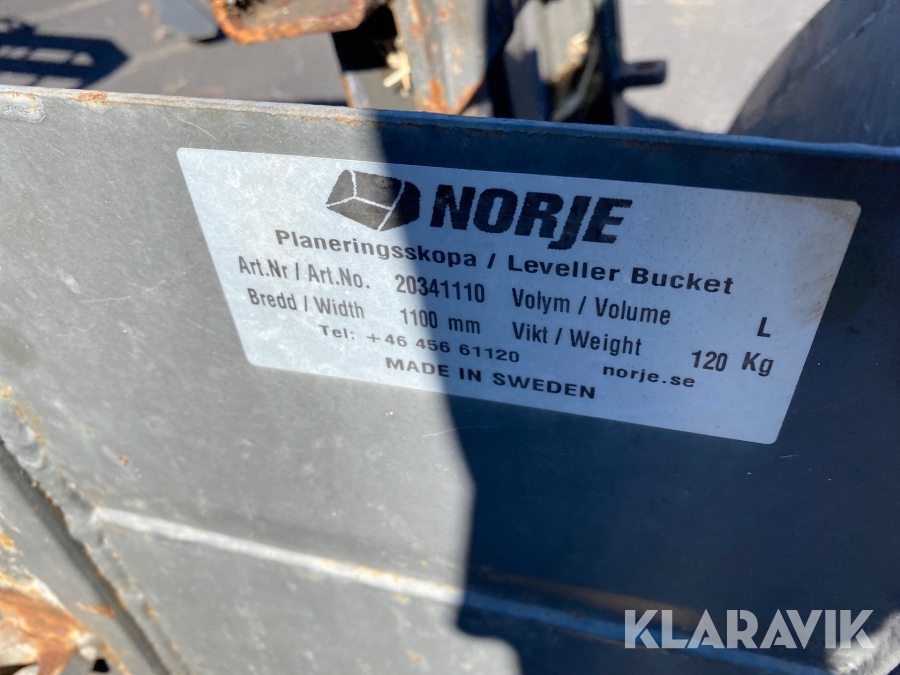 NORJE
Planeringsskopa / Leveller Bucket
Art.Nr / Art.No. 20341110 Volym / Volume L
Bredd / Width 1100 mm Vikt / Weight 120 Kg
Tel: +46 456 61120 norje.se
MADE IN SWEDEN
KLARAVIK